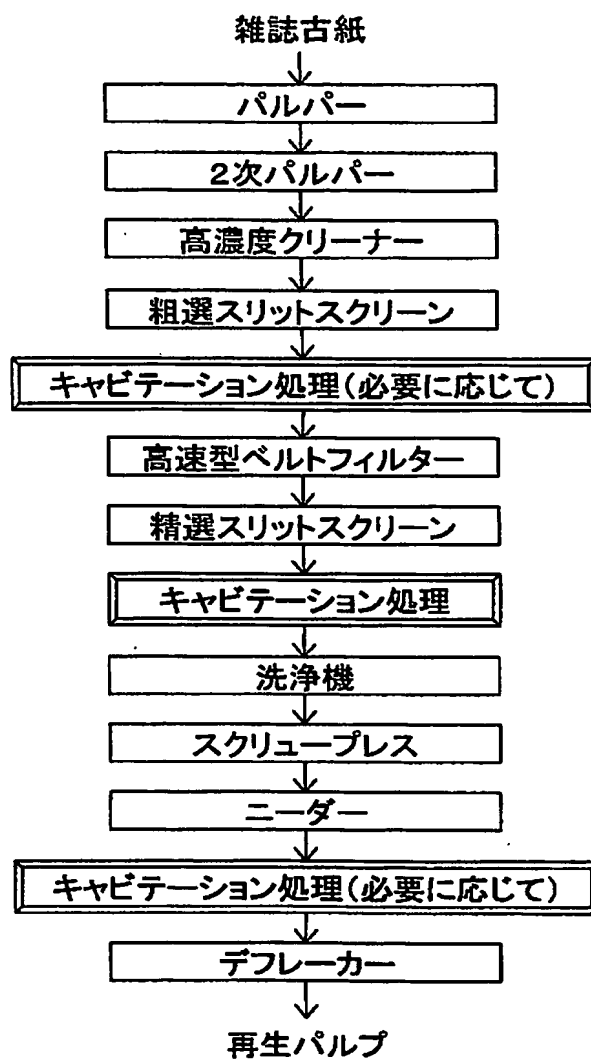 雑誌古紙
パルパー
2次パルパー
高濃度クリーナー
粗選スリットスクリーン
キャビテーション処理(必要に応じて)
高速型ベルトフィルター
精選スリットスクリーン
キャビテーション処理
洗浄機
スクリュープレス
ニーダー
キャビテーション処理(必要に応じて)
デフレーカー
再生パルプ